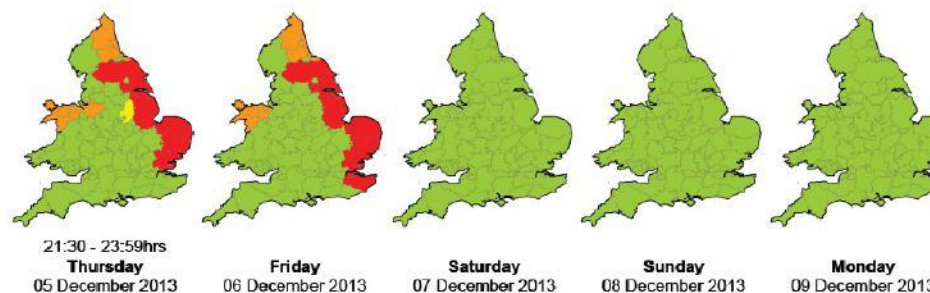 21:30 - 23:59hrs
Thursday
05 December 2013
Friday
06 December 2013
Saturday
07 December 2013
Sunday
08 December 2013
Monday
09 December 2013